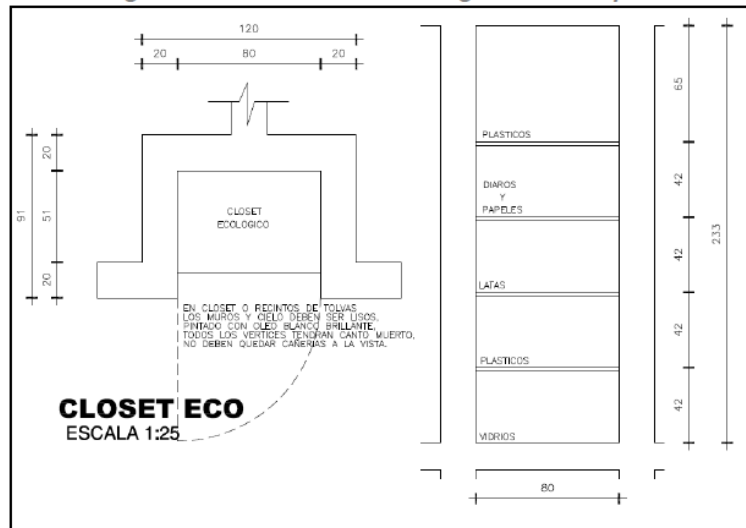 120
20 80 20
20
51
20
91
CLOSET
ECOLOGICO
EN CLOSET O RECINTOS DE TOLVAS
LOS MUROS Y CIELO DEBEN SER LISOS,
PINTADO CON OLEO BLANCO BRILLANTE,
TODOS LOS VERTICES TENDRAN CANTO MUERTO,
NO DEBEN QUEDAR CAÑERIAS A LA VISTA.
CLOSET ECO
ESCALA 1:25
PLASTICOS
DIAROS
Y
PAPELES
LATAS
PLASTICOS
VIDRIOS
65
42
42
42
42
233
80